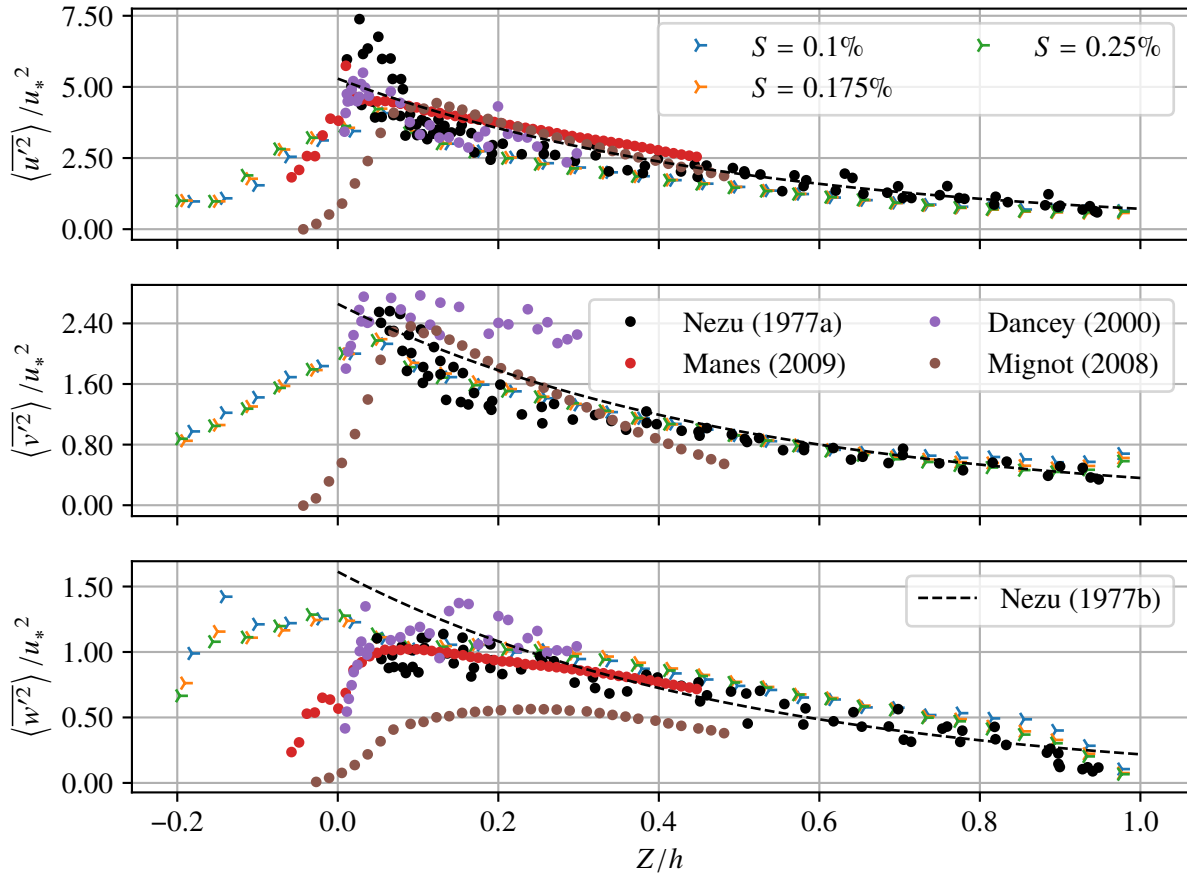 7.50
5.00
2.50
0.00
⟨u′²⟩/u*²
S = 0.1%
S = 0.175%
S = 0.25%
2.40
1.60
0.80
0.00
⟨v′²⟩/u*²
Nezu (1977a)
Manes (2009)
Dancey (2000)
Mignot (2008)
1.50
1.00
0.50
0.00
⟨w′²⟩/u*²
Nezu (1977b)
−0.2 0.0 0.2 0.4 0.6 0.8 1.0
Z/h